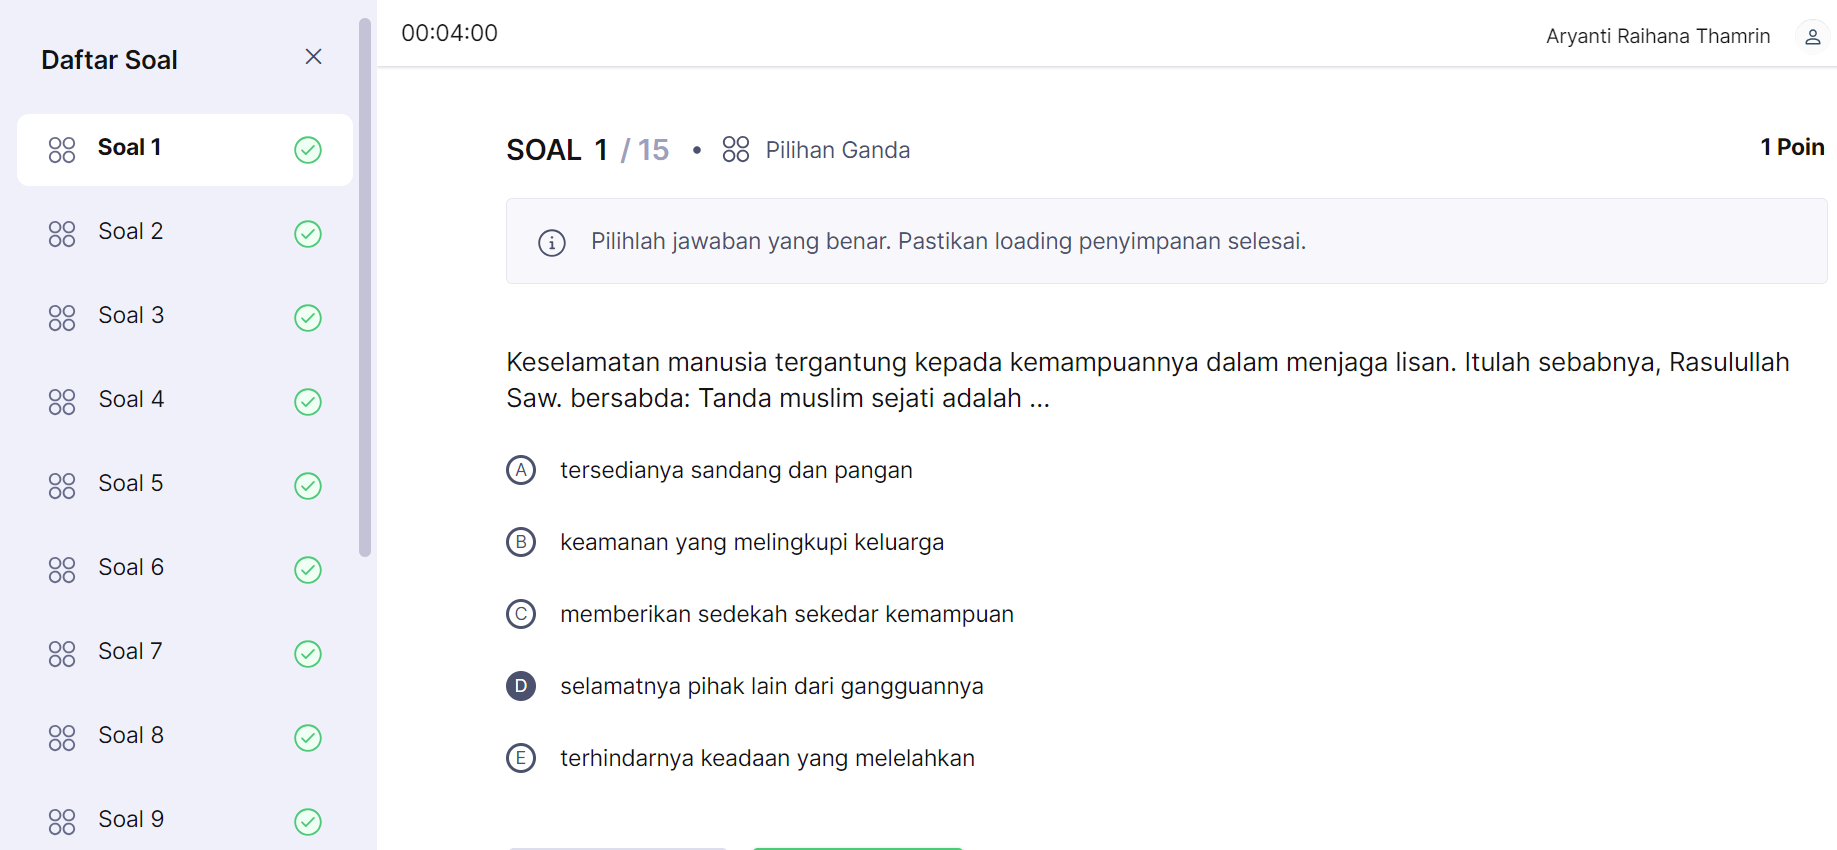 Daftar Soal
Soal 1
Soal 2
Soal 3
Soal 4
Soal 5
Soal 6
Soal 7
Soal 8
Soal 9
00:04:00
Aryanti Raihana Thamrin
SOAL 1 / 15 • Pilihan Ganda
1 Poin
Pilihlah jawaban yang benar. Pastikan loading penyimpanan selesai.
Keselamatan manusia tergantung kepada kemampuannya dalam menjaga lisan. Itulah sebabnya, Rasulullah
Saw. bersabda: Tanda muslim sejati adalah ...
A tersedianya sandang dan pangan
B keamanan yang melingkupi keluarga
C memberikan sedekah sekedar kemampuan
D selamatnya pihak lain dari gangguannya
E terhindarnya keadaan yang melelahkan